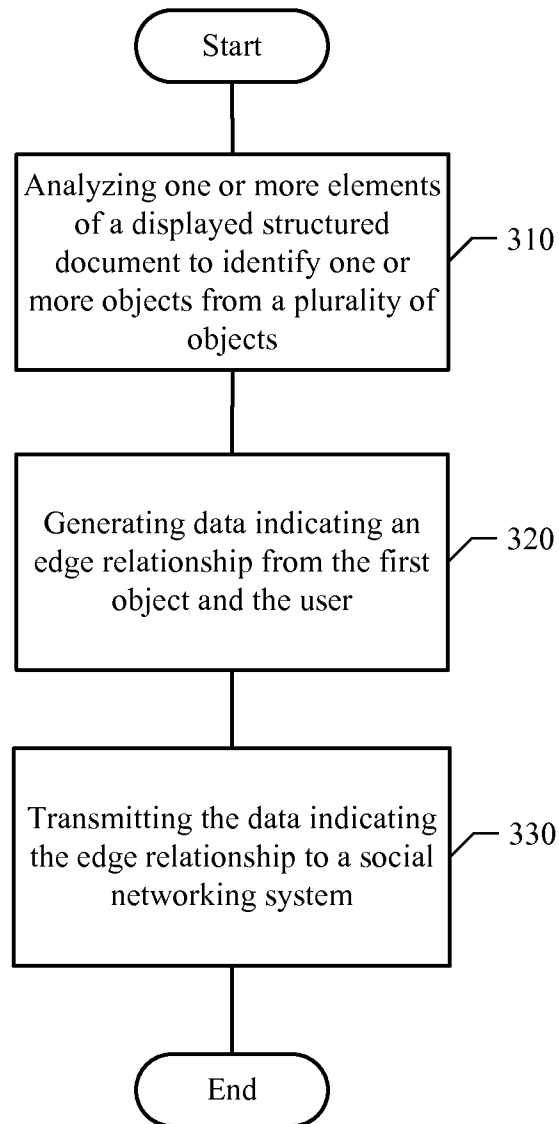 Start
Analyzing one or more elements
of a displayed structured
document to identify one or
more objects from a plurality of
objects
310
Generating data indicating an
edge relationship from the first
object and the user
320
Transmitting the data indicating
the edge relationship to a social
networking system
330
End